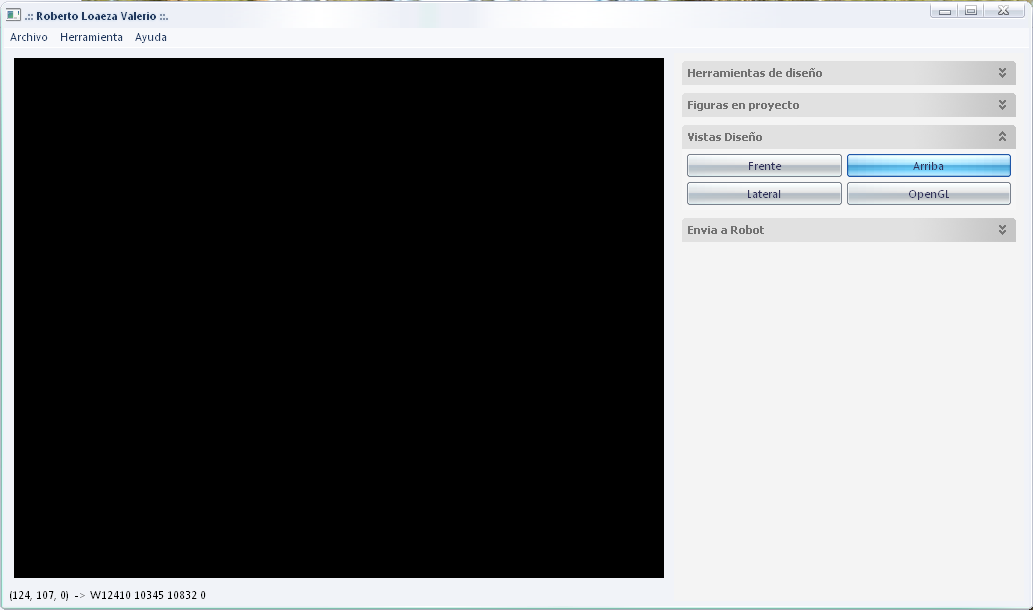 .:: Roberto Loaeza Valerio ::.
Archivo Herramienta Ayuda
Herramientas de diseño
Figuras en proyecto
Vistas Diseño
Frente Arriba
Lateral OpenGL
Envia a Robot
(124, 107, 0) -> W12410 10345 10832 0